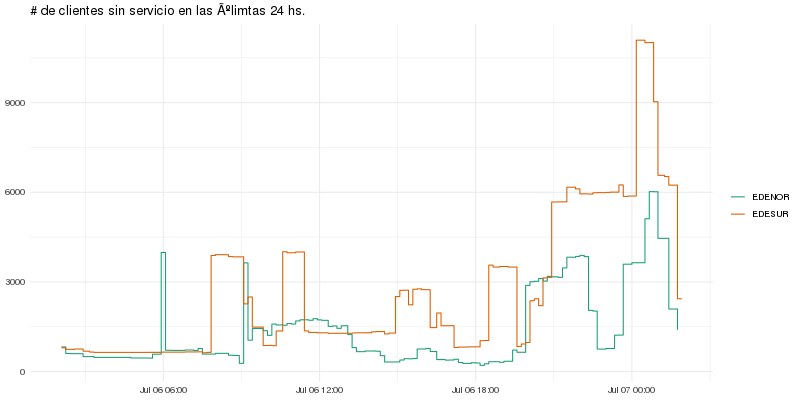 # de clientes sin servicio en las Ãºlimtas 24 hs.
9000
6000
3000
0
Jul 06 06:00
Jul 06 12:00
Jul 06 18:00
Jul 07 00:00
EDENOR
EDESUR